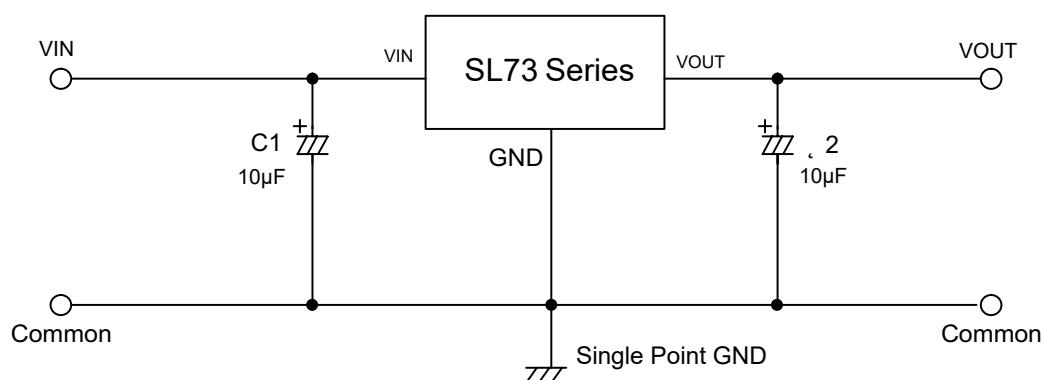 VIN
VIN
SL73 Series
VOUT
VOUT
+
C1
10μF
GND
+
2
10μF
Common
Single Point GND
Common